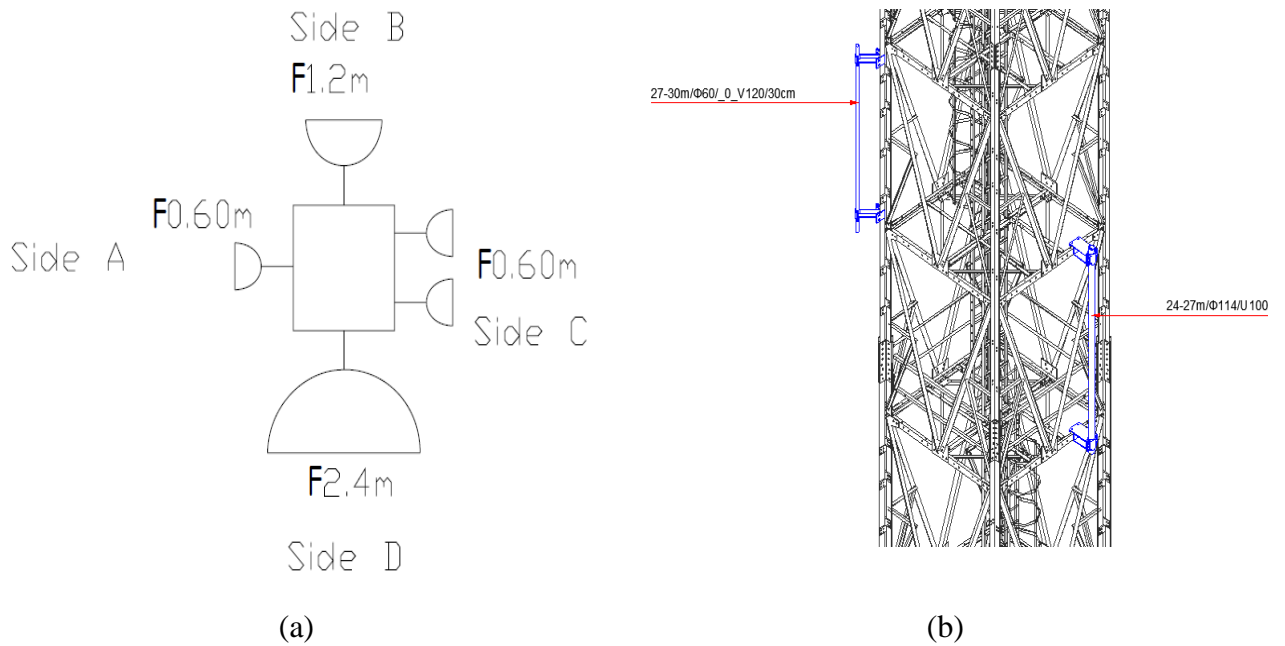 Side B
F1.2m
F0.60m
Side A
F0.60m
Side C
F2.4m
Side D
27-30m/Φ60/_0_V120/30cm
24-27m/Φ114/U100
(a)
(b)